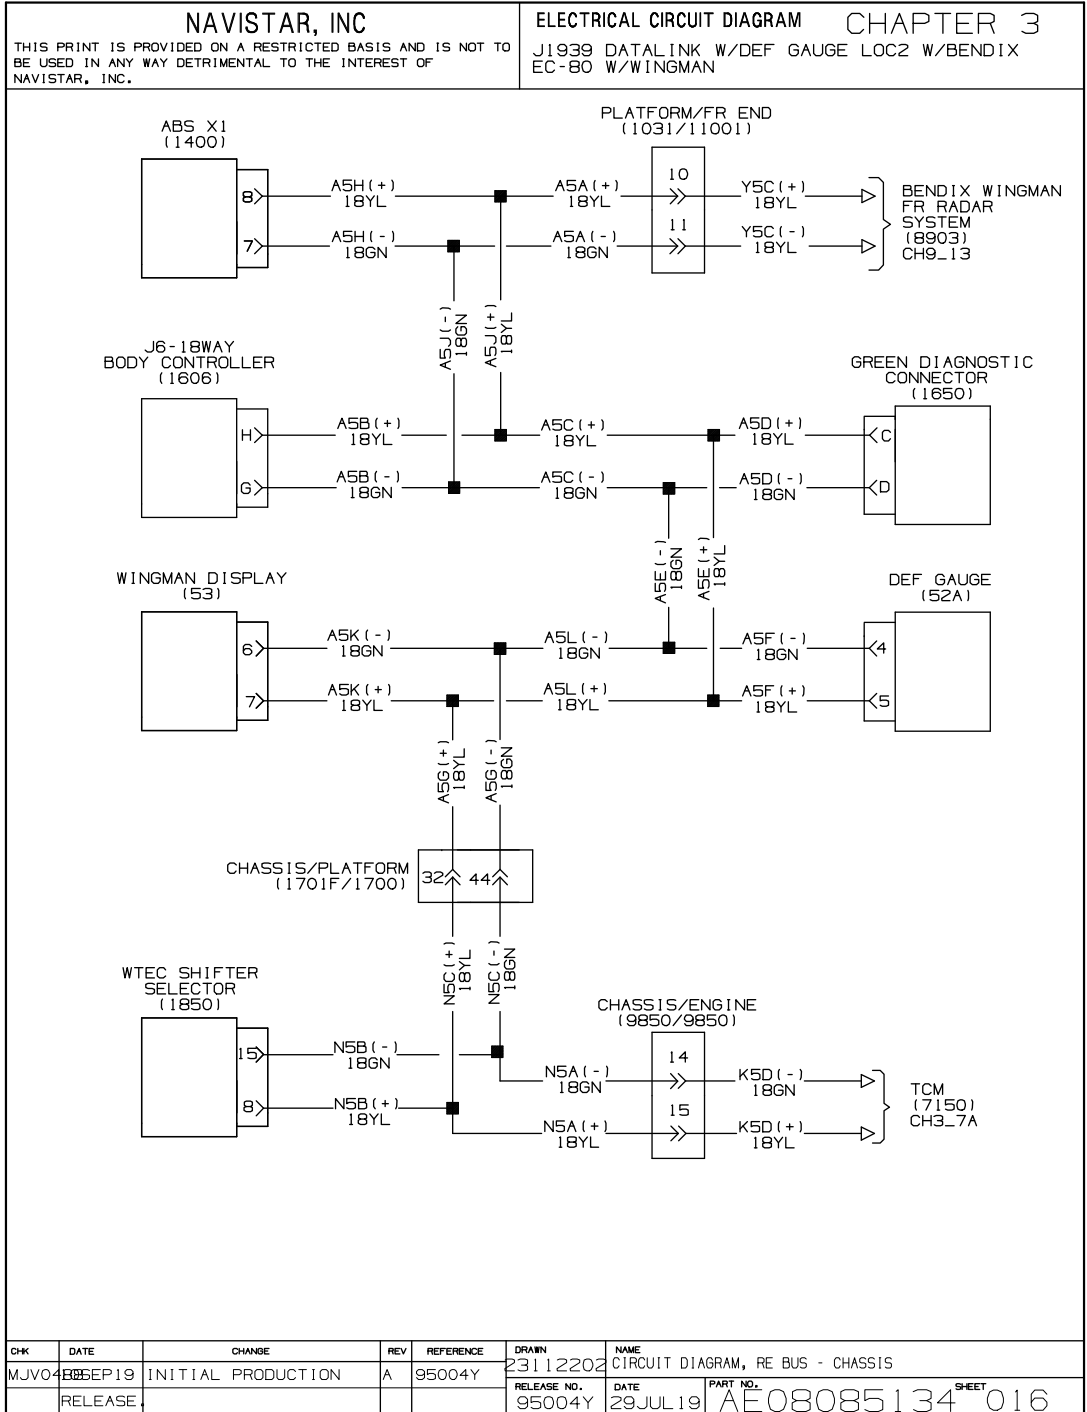 NAVISTAR, INC
THIS PRINT IS PROVIDED ON A RESTRICTED BASIS AND IS NOT TO
BE USED IN ANY WAY DETRIMENTAL TO THE INTEREST OF
NAVISTAR, INC.
ELECTRICAL CIRCUIT DIAGRAM CHAPTER 3
J1939 DATALINK W/DEF GAUGE LOC2 W/BENDIX
EC-80 W/WINGMAN
ABS X1
(1400)
PLATFORM/FR END
(1031/11001)
8
A5H(+)
18YL
A5A(+)
18YL
10
Y5C(+)
18YL
7
A5H(-)
18GN
A5A(-)
18GN
11
Y5C(-)
18YL
BENDIX WINGMAN
FR RADAR
SYSTEM
(8903)
CH9_13
A5J(-)
18GN
A5J(+)
18YL
J6-18WAY
BODY CONTROLLER
(1606)
GREEN DIAGNOSTIC
CONNECTOR
(1650)
H
A5B(+)
18YL
A5C(+)
18YL
A5D(+)
18YL
C
G
A5B(-)
18GN
A5C(-)
18GN
A5D(-)
18GN
D
A5E(-)
18GN
A5E(+)
18YL
WINGMAN DISPLAY
(53)
DEF GAUGE
(52A)
6
A5K(-)
18GN
A5L(-)
18GN
A5F(-)
18GN
4
7
A5K(+)
18YL
A5L(+)
18YL
A5F(+)
18YL
5
A5G(+)
18YL
A5G(-)
18GN
CHASSIS/PLATFORM
(1701F/1700)
32
44
N5C(+)
18YL
N5C(-)
18GN
WTEC SHIFTER
SELECTOR
(1850)
CHASSIS/ENGINE
(9850/9850)
15
N5B(-)
18GN
N5A(-)
18GN
14
K5D(-)
18GN
8
N5B(+)
18YL
N5A(+)
18YL
15
K5D(+)
18YL
TCM
(7150)
CH3_7A
CHK DATE CHANGE REV REFERENCE
SEP19 INITIAL PRODUCTION A 95004Y
RELEASE.
DRAWN
23112202
NAME
CIRCUIT DIAGRAM, RE BUS - CHASSIS
RELEASE NO.
95004Y
DATE
29JUL19
PART NO.
AE08085134
SHEET
016